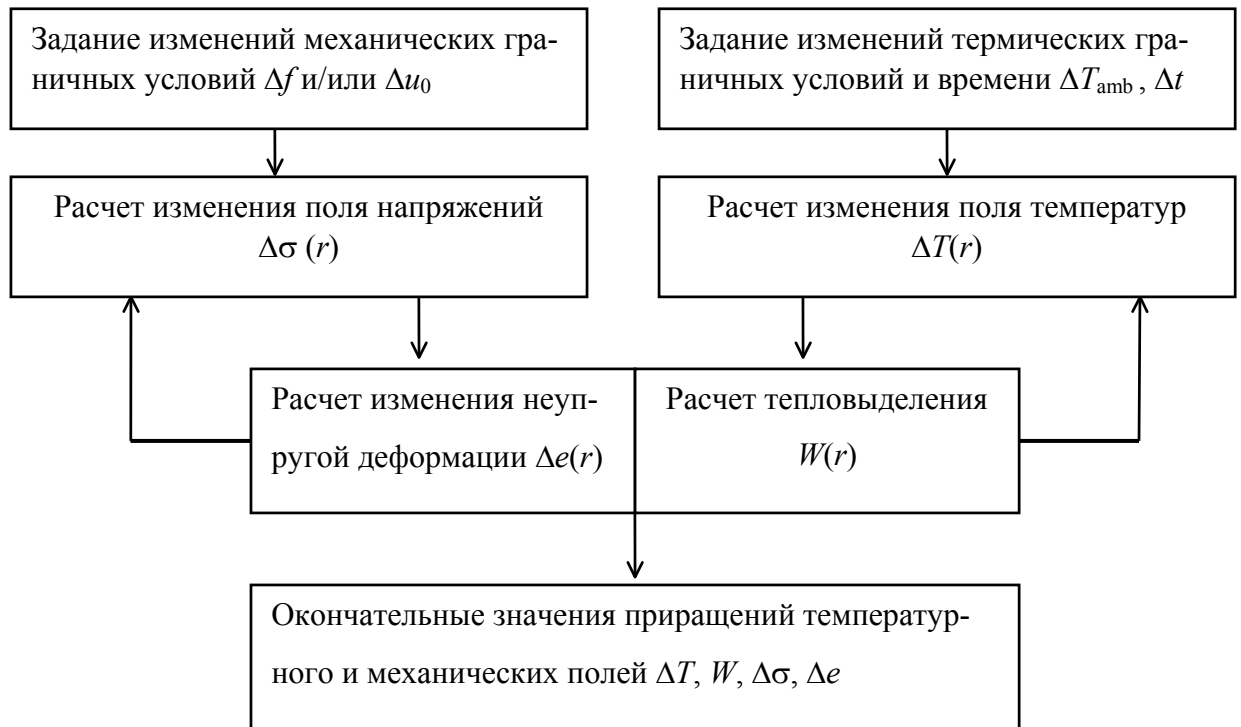 Задание изменений механических гра-
ничных условий Δf и/или Δu₀
Задание изменений термических гра-
ничных условий и времени ΔTamb , Δt
Расчет изменения поля напряжений
Δσ (r)
Расчет изменения поля температур
ΔT(r)
Расчет изменения неуп-
ругой деформации Δe(r)
Расчет тепловыделения
W(r)
Окончательные значения приращений температур-
ного и механических полей ΔT, W, Δσ, Δe